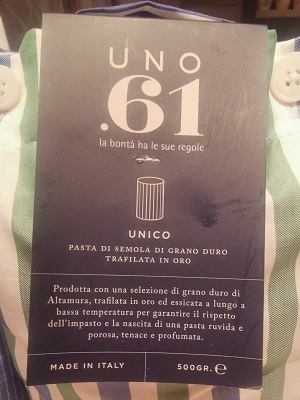 UNO
.61
la bontà ha le sue regole
UNICO
PASTA DI SEMOLA DI GRANO DURO
TRAFILATA IN ORO
Prodotta con una selezione di grano duro di
Altamura, trafilata in oro ed essicata a lungo a
bassa temperatura per garantire il rispetto
dell'impasto e la nascita di una pasta ruvida e
porosa, tenace e profumata.
MADE IN ITALY 500GR. ℮